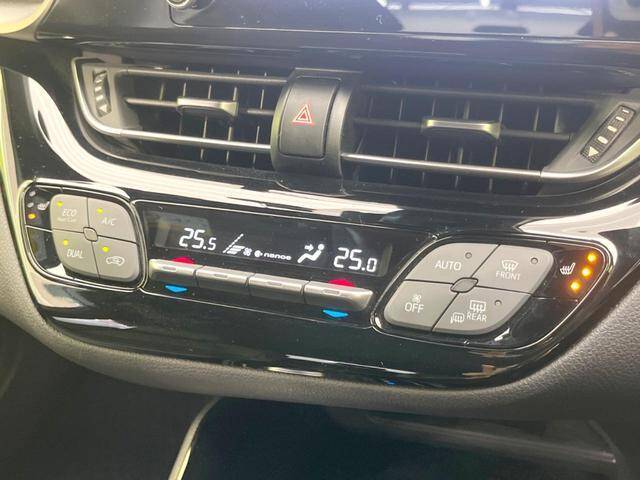 ECO
A/C
DUAL
25.5
nanoe
25.0
AUTO
FRONT
OFF
REAR